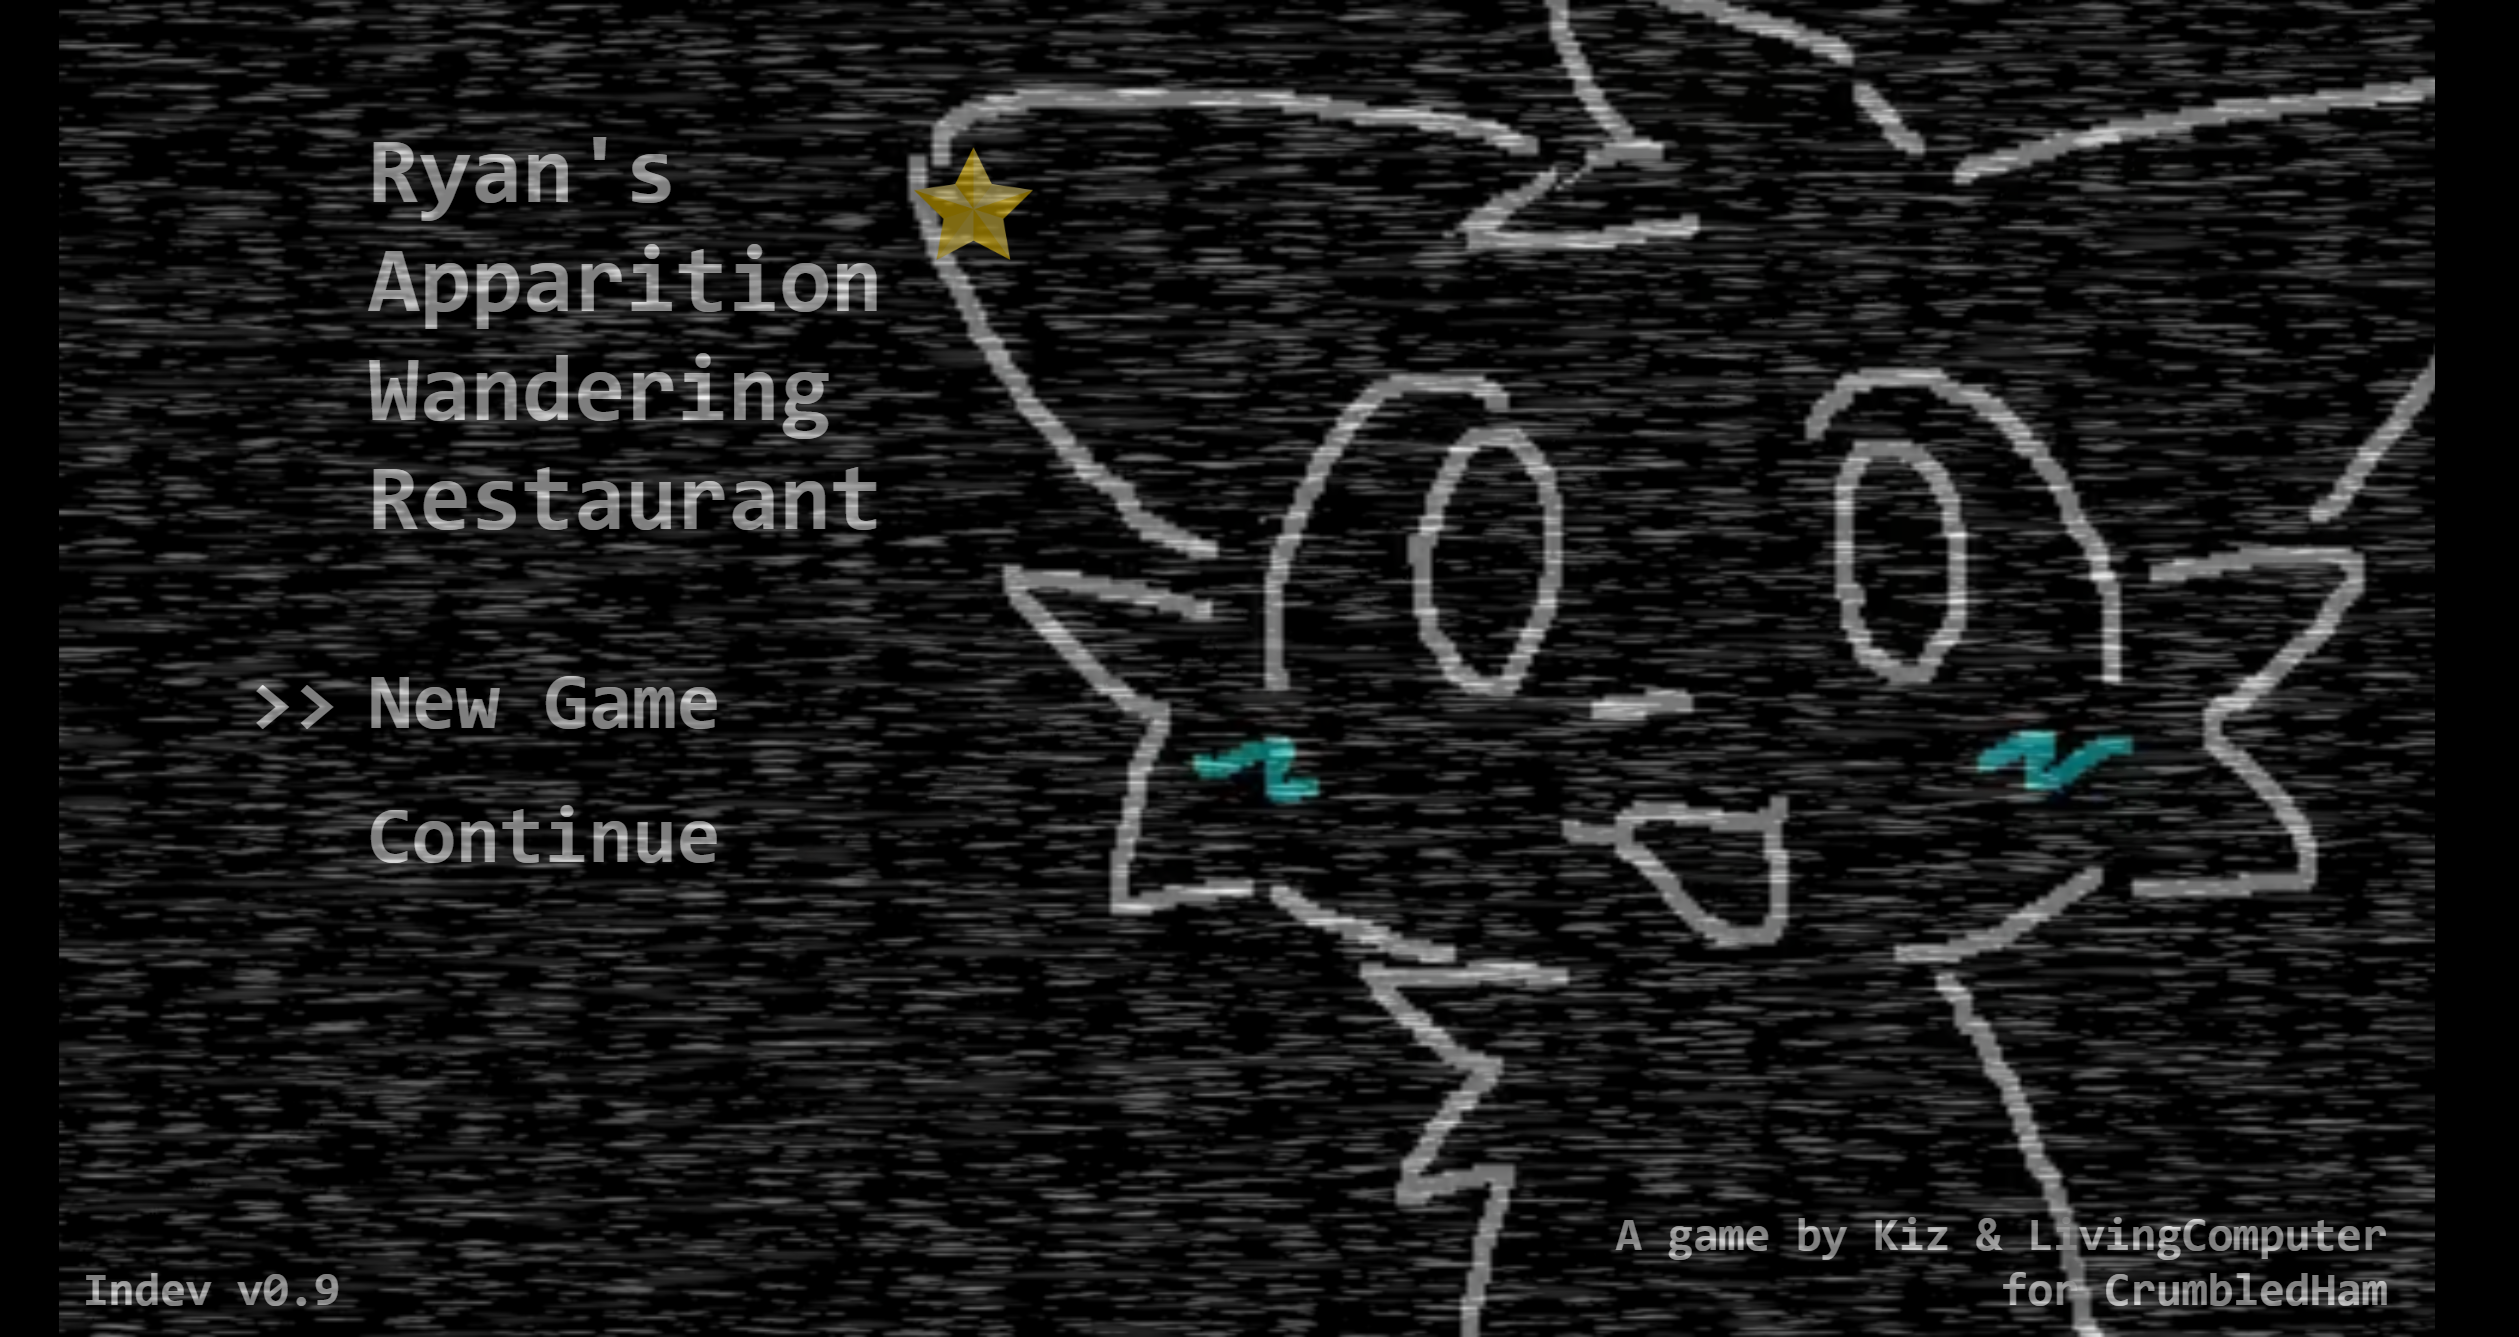 Ryan's
Apparition
Wandering
Restaurant
>> New Game
Continue
A game by Kiz & LivingComputer
for CrumbledHam
Indev v0.9